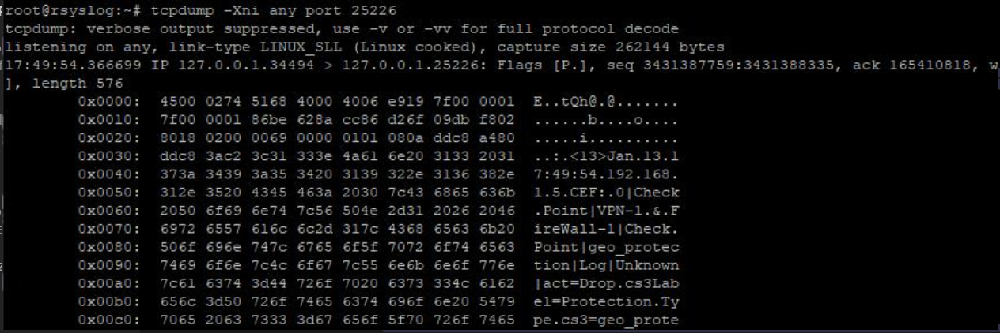 root@rsyslog:~# tcpdump -Xni any port 25226
tcpdump: verbose output suppressed, use -v or -vv for full protocol decode
listening on any, link-type LINUX_SLL (Linux cooked), capture size 262144 bytes
17:49:54.366699 IP 127.0.0.1.34494 > 127.0.0.1.25226: Flags [P.], seq 3431387759:3431388335, ack 165410818, w
], length 576
0x0000: 4500 0274 5168 4000 4006 e919 7f00 0001 E..tQh@.@.......
0x0010: 7f00 0001 86be 628a cc86 d26f 09db f802 ......b....o....
0x0020: 8018 0200 0069 0000 0101 080a ddc8 a480 .....i..........
0x0030: ddc8 3ac2 3c31 333e 4a61 6e20 3133 2031 ..:.<13>Jan.13.1
0x0040: 373a 3439 3a35 3420 3139 322e 3136 382e 7:49:54.192.168.
0x0050: 312e 3520 4345 463a 2030 7c43 6865 636b 1.5.CEF:.0|Check
0x0060: 2050 6f69 6e74 7c56 504e 2d31 2026 2046 .Point|VPN-1.&.F
0x0070: 6972 6557 616c 6c2d 317c 4368 6563 6b20 ireWall-1|Check.
0x0080: 506f 696e 747c 6765 6f5f 7072 6f74 6563 Point|geo_protec
0x0090: 7469 6f6e 7c4c 6f67 7c55 6e6b 6e6f 776e tion|Log|Unknown
0x00a0: 7c61 6374 3d44 726f 7020 6373 334c 6162 |act=Drop.cs3Lab
0x00b0: 656c 3d50 726f 7465 6374 696f 6e20 5479 el=Protection.Ty
0x00c0: 7065 2063 7333 3d67 656f 5f70 726f 7465 pe.cs3=geo_prote